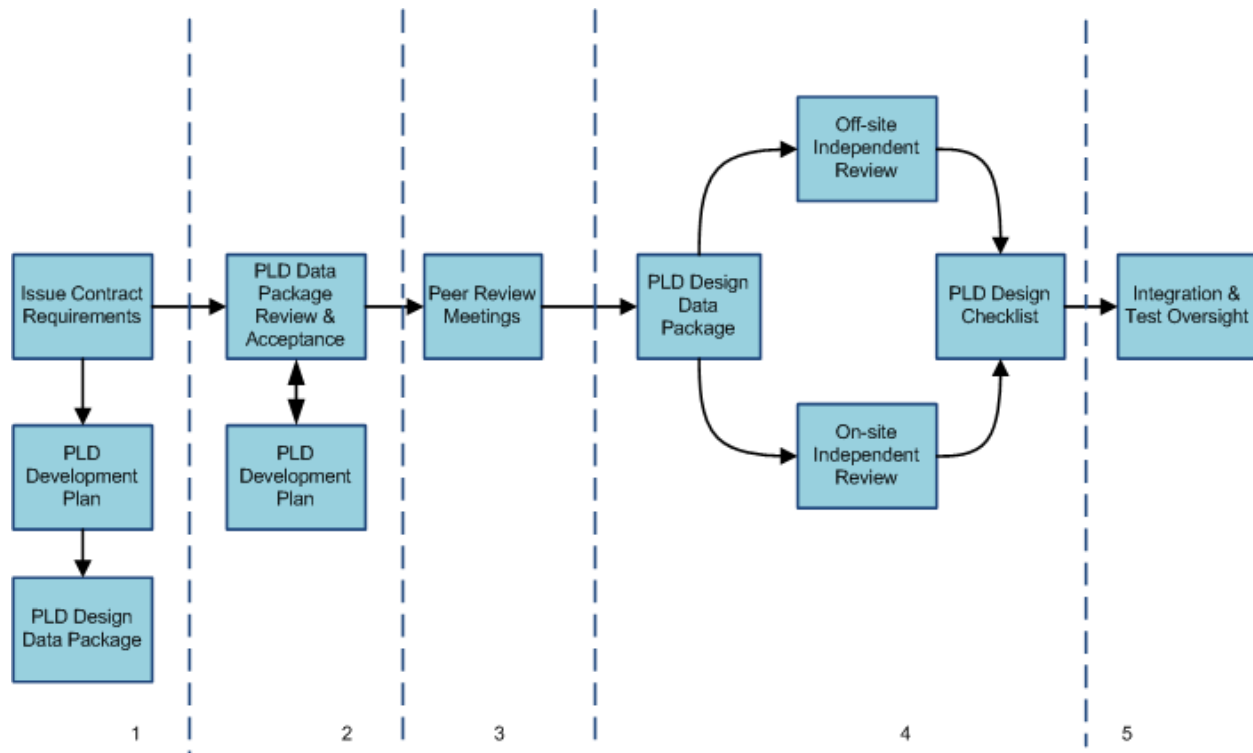 Issue Contract
Requirements
PLD
Development
Plan
PLD Design
Data Package
PLD Data
Package
Review &
Acceptance
PLD
Development
Plan
Peer Review
Meetings
PLD Design
Data
Package
Off-site
Independent
Review
On-site
Independent
Review
PLD Design
Checklist
Integration &
Test Oversight
1
2
3
4
5